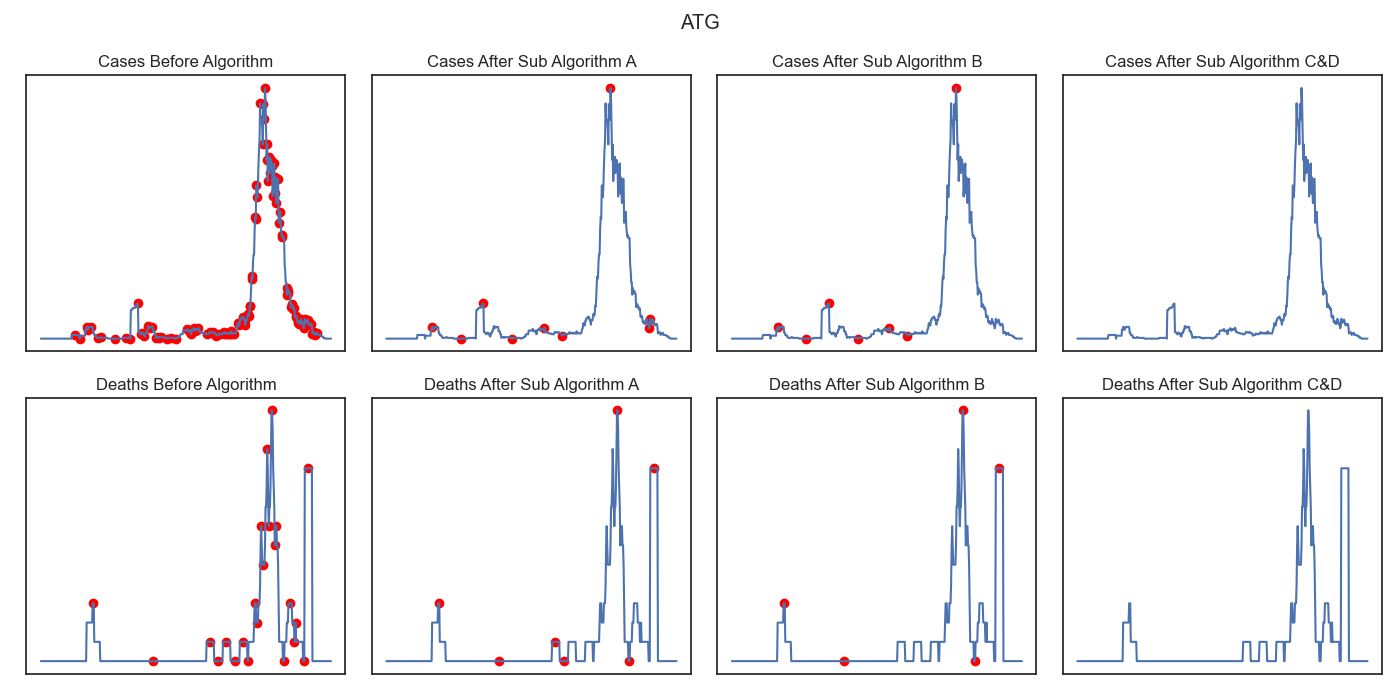 ATG
Cases Before Algorithm
Cases After Sub Algorithm A
Cases After Sub Algorithm B
Cases After Sub Algorithm C&D
Deaths Before Algorithm
Deaths After Sub Algorithm A
Deaths After Sub Algorithm B
Deaths After Sub Algorithm C&D